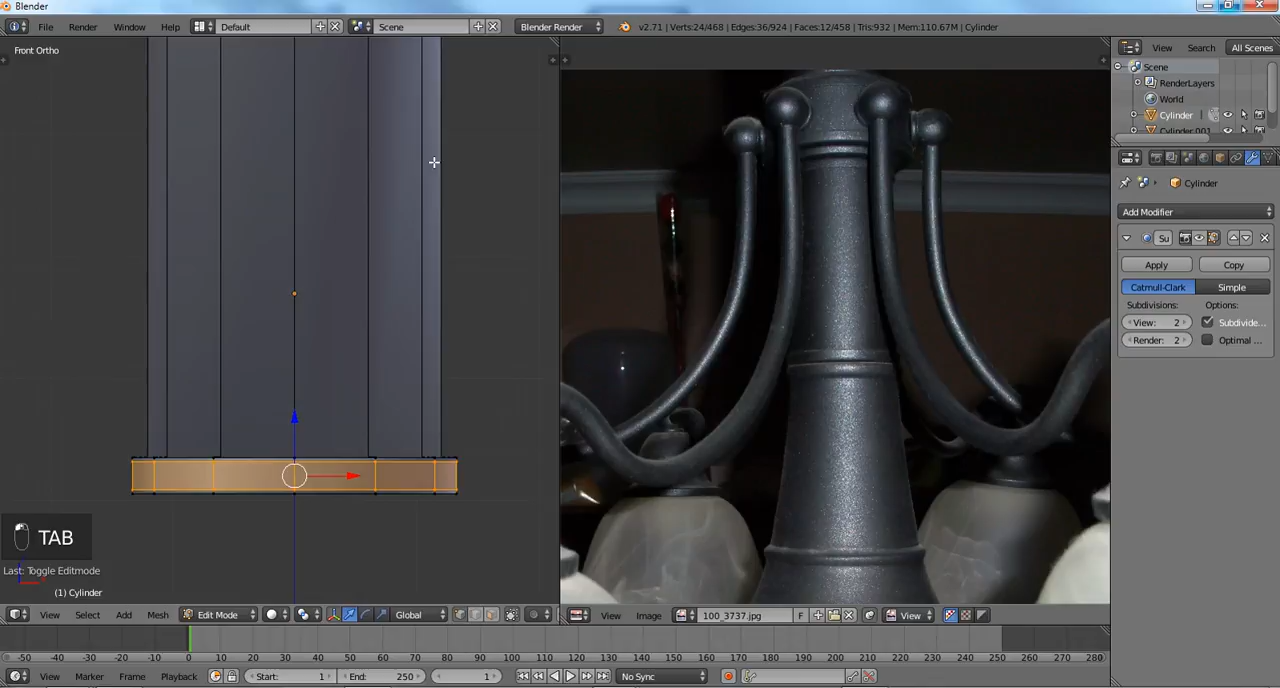 Blender
File Render Window Help Default Scene Blender Render v2.71 | Verts:24/468 | Edges:36/924 | Faces:12/458 | Tris:932 | Mem:110.67M | Cylinder
Front Ortho
View Search All Scenes
Scene
RenderLayers
World
Cylinder
Cylinder.001
Cylinder
Add Modifier
Su
Apply Copy
Catmull-Clark Simple
Subdivisions: Options:
View: 2 Subdivide...
Render: 2 Optimal ...
TAB
Last: Toggle Editmode
(1) Cylinder
View Select Add Mesh Edit Mode Global
View Image 100_3737.jpg F View
-50 -40 -30 -20 -10 0 10 20 30 40 50 60 70 80 90 100 110 120 130 140 150 160 170 180 190 200 210 220 230 240 250 260 270 280
View Marker Frame Playback Start: 1 End: 250 1 No Sync